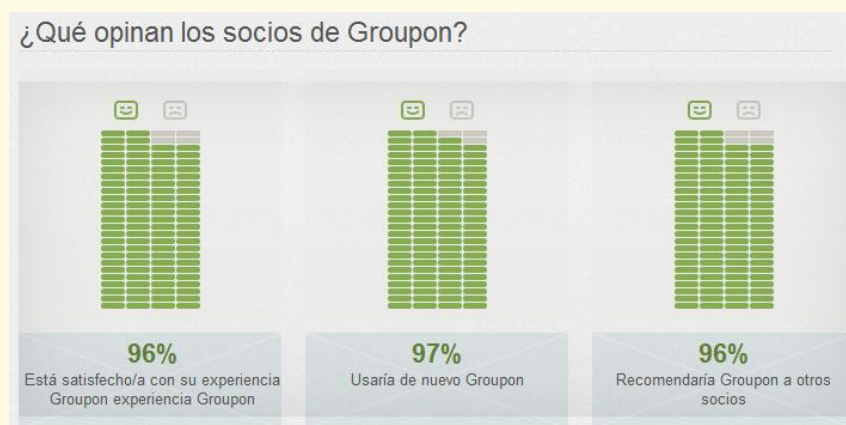 ¿Qué opinan los socios de Groupon?
96%
Está satisfecho/a con su experiencia
Groupon experiencia Groupon
97%
Usaría de nuevo Groupon
96%
Recomendaría Groupon a otros
socios